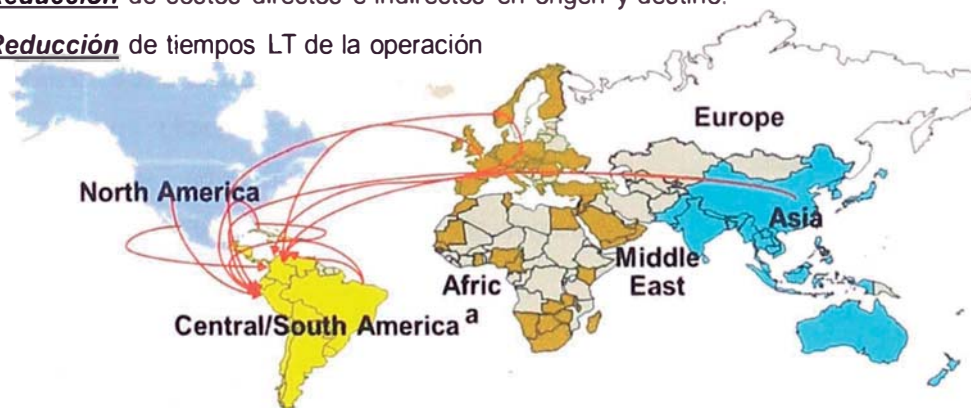 Reducción de costos directos e indirectos en origen y destino.
Reducción de tiempos LT de la operación
Europe
North America
Asia
Middle
East
Afric
a
Central/South America